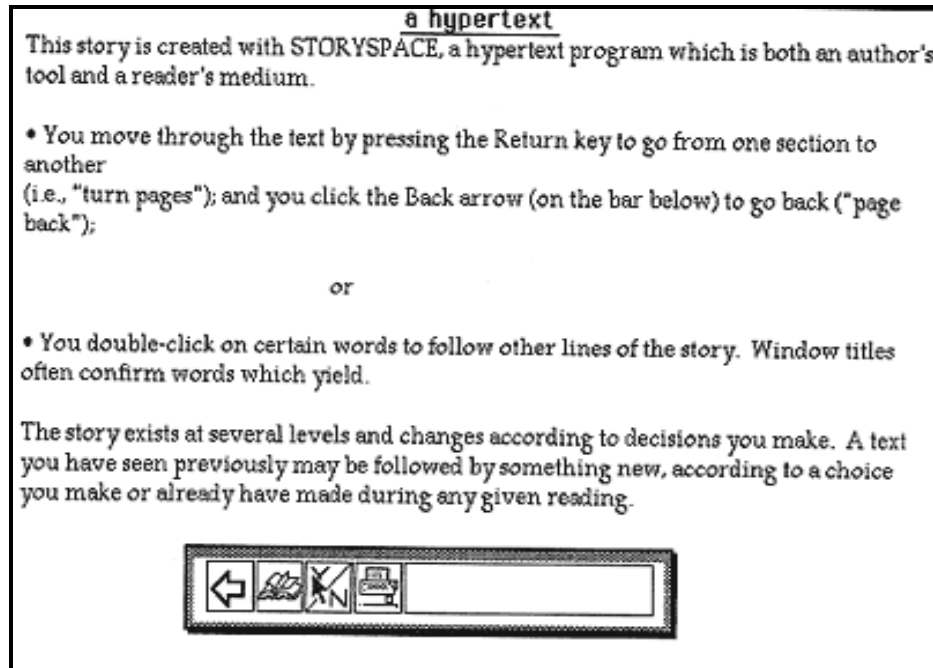 a hypertext
This story is created with STORYSPACE, a hypertext program which is both an author's
tool and a reader's medium.
• You move through the text by pressing the Return key to go from one section to
another
(i.e., "turn pages"); and you click the Back arrow (on the bar below) to go back ("page
back");
or
• You double-click on certain words to follow other lines of the story. Window titles
often confirm words which yield.
The story exists at several levels and changes according to decisions you make. A text
you have seen previously may be followed by something new, according to a choice
you make or already have made during any given reading.
Y
N